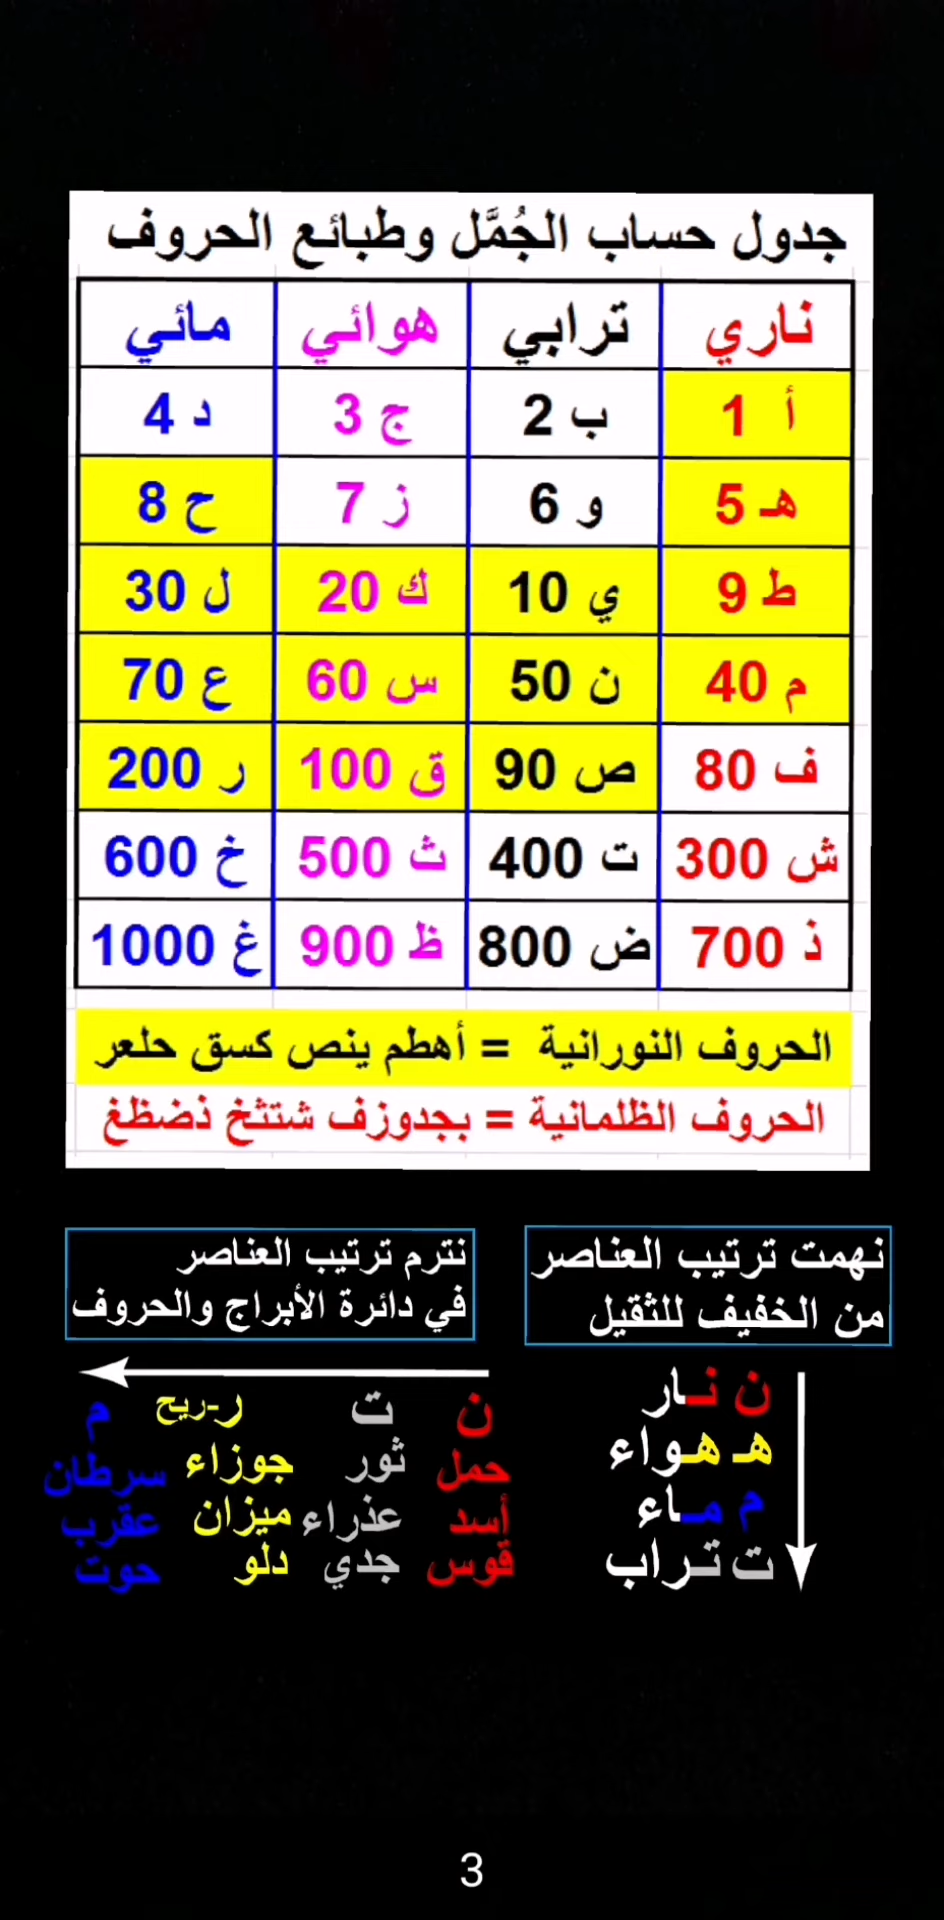 جدول حساب الجُمَّل وطبائع الحروف
ناري ترابي هوائي مائي
أ 1 ب 2 ج 3 د 4
هـ 5 و 6 ز 7 ح 8
ط 9 ي 10 ك 20 ل 30
م 40 ن 50 س 60 ع 70
ف 80 ص 90 ق 100 ر 200
ش 300 ت 400 ث 500 خ 600
ذ 700 ض 800 ظ 900 غ 1000
الحروف النورانية = أهطم ينص كسق حلعر
الحروف الظلمانية = بجدوزف شتثخ ذضظغ
نهمت ترتيب العناصر
من الخفيف للثقيل
ن نـار
هـ هـواء
م مـاء
ت تـراب
نترم ترتيب العناصر
في دائرة الأبراج والحروف
ن ت ر-ريح م
حمل ثور جوزاء سرطان
أسد عذراء ميزان عقرب
قوس جدي دلو حوت
3